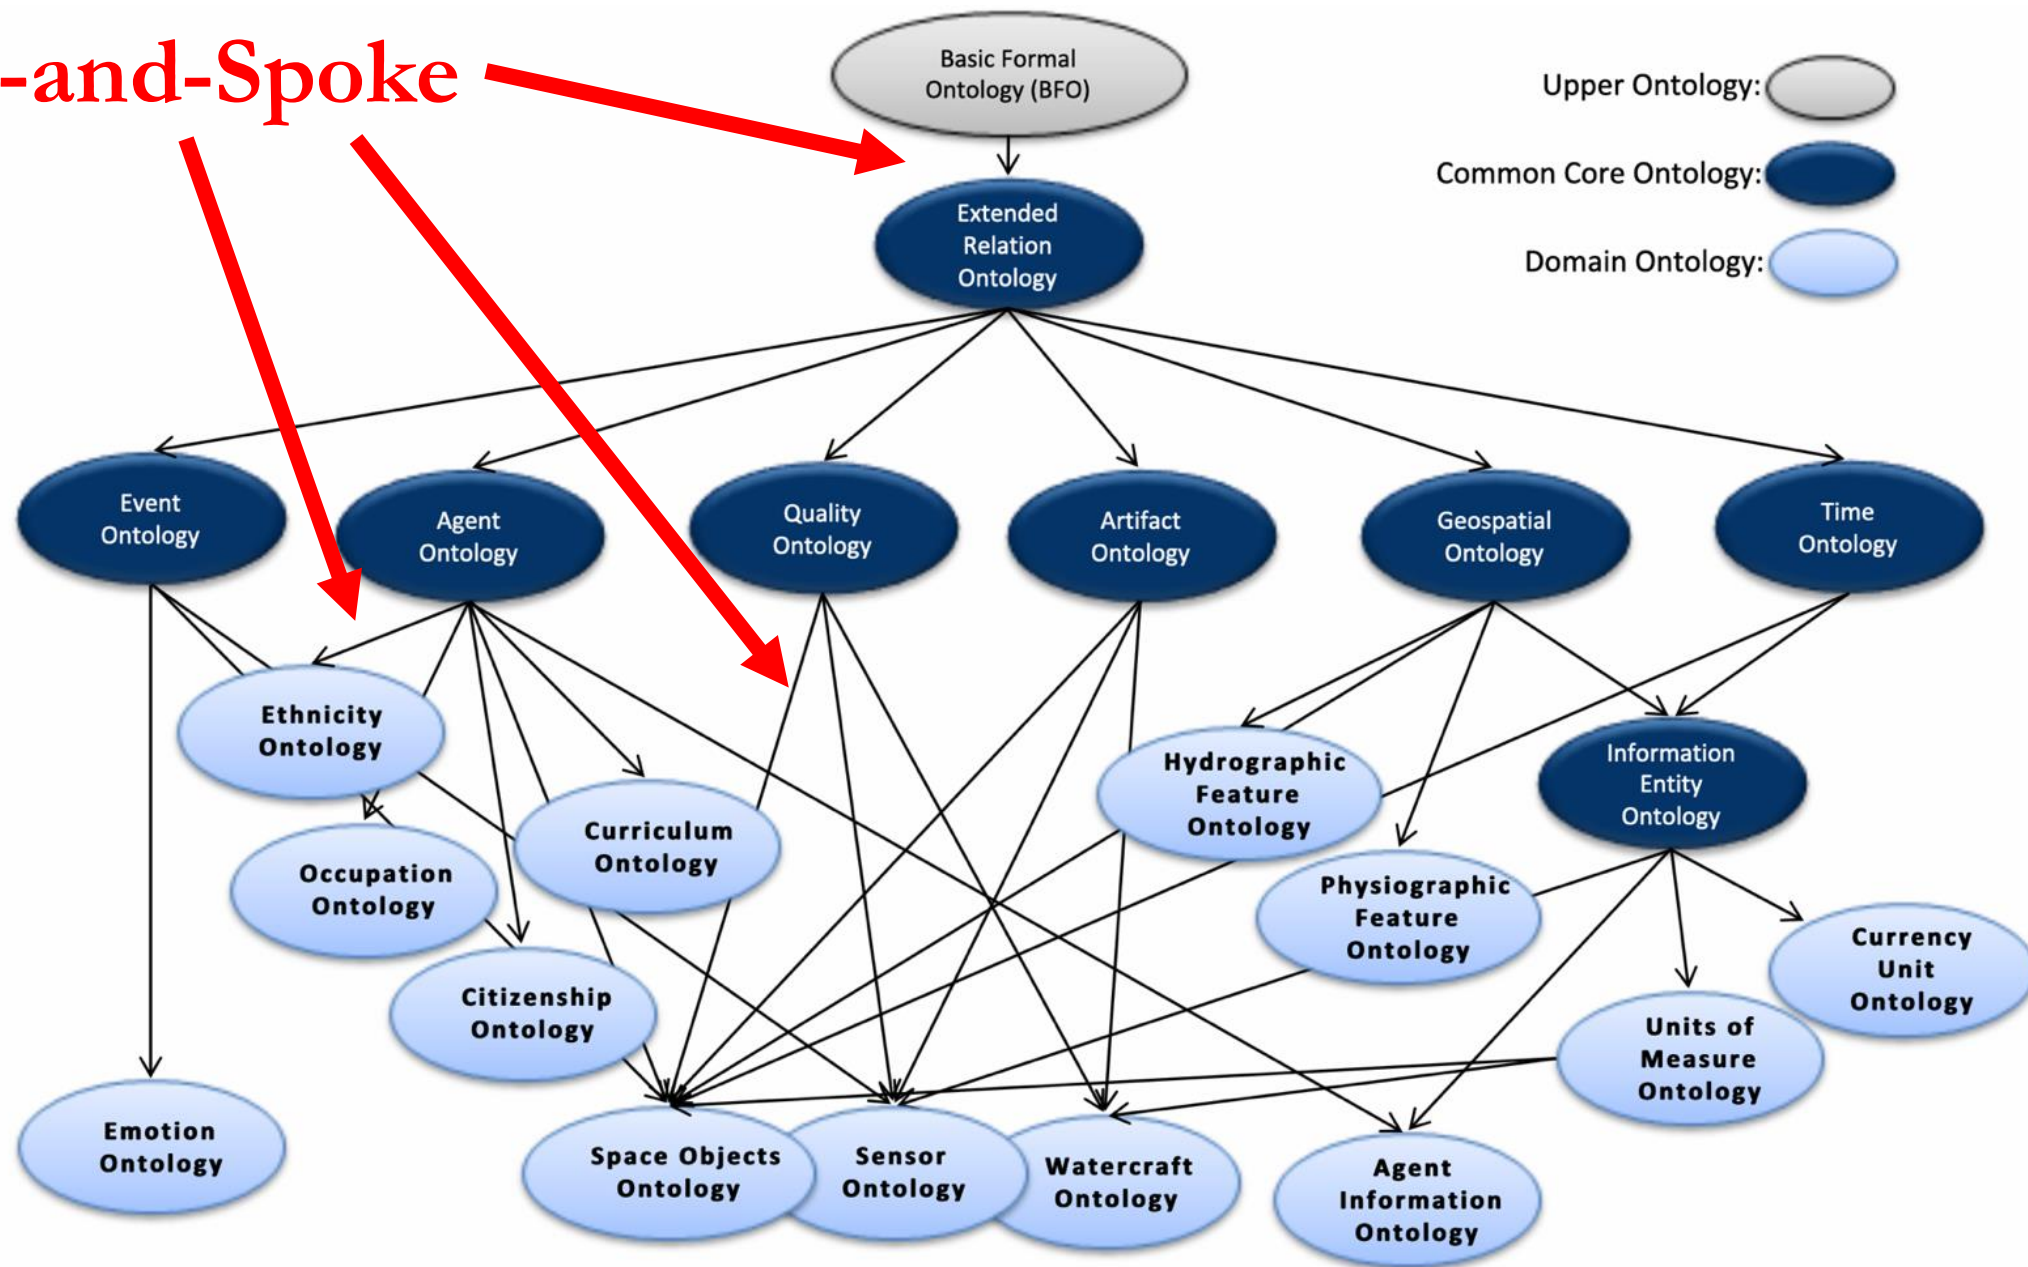 -and-Spoke
Basic Formal
Ontology (BFO)
Upper Ontology:
Common Core Ontology:
Domain Ontology:
Extended
Relation
Ontology
Event
Ontology
Agent
Ontology
Quality
Ontology
Artifact
Ontology
Geospatial
Ontology
Time
Ontology
Ethnicity
Ontology
Hydrographic
Feature
Ontology
Information
Entity
Ontology
Curriculum
Ontology
Occupation
Ontology
Physiographic
Feature
Ontology
Currency
Unit
Ontology
Citizenship
Ontology
Units of
Measure
Ontology
Emotion
Ontology
Space Objects
Ontology
Sensor
Ontology
Watercraft
Ontology
Agent
Information
Ontology